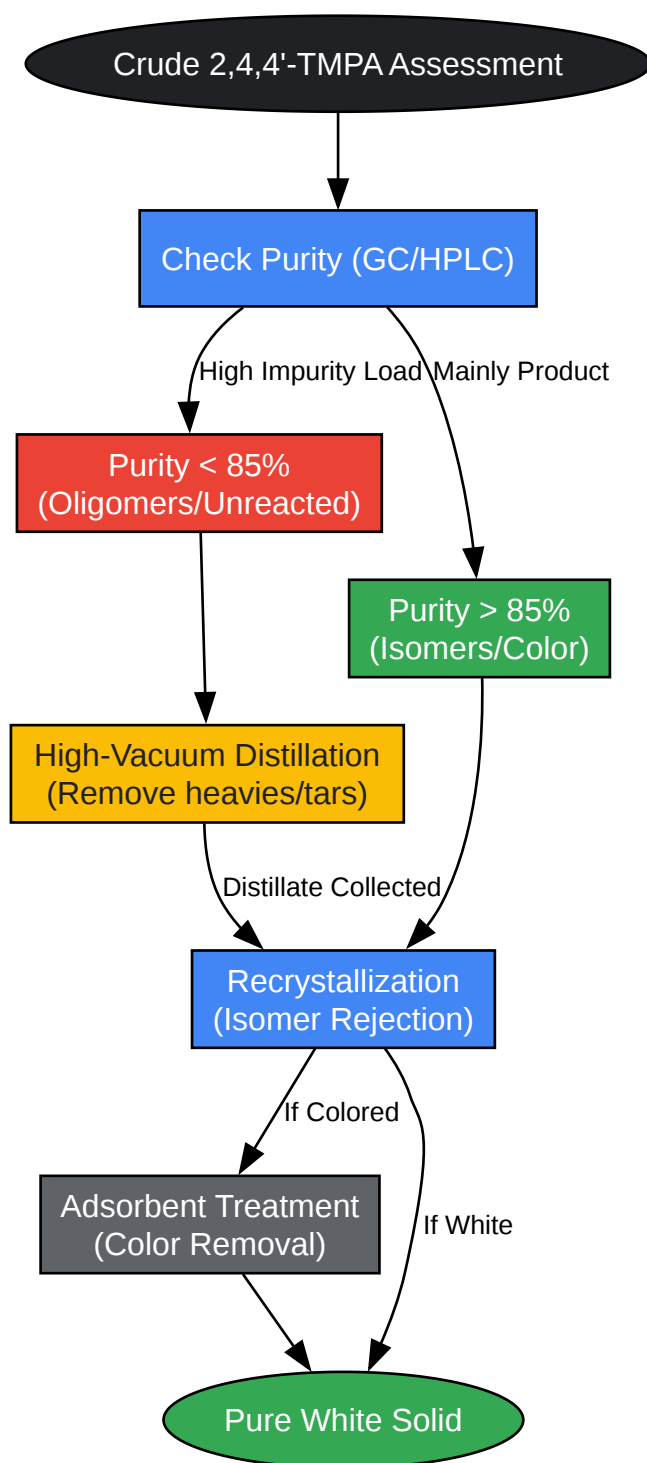 Crude 2,4,4'-TMPA Assessment
Check Purity (GC/HPLC)
High Impurity Load
Mainly Product
Purity < 85%
(Oligomers/Unreacted)
Purity > 85%
(Isomers/Color)
High-Vacuum Distillation
(Remove heavies/tars)
Distillate Collected
Recrystallization
(Isomer Rejection)
If Colored
Adsorbent Treatment
(Color Removal)
If White
Pure White Solid